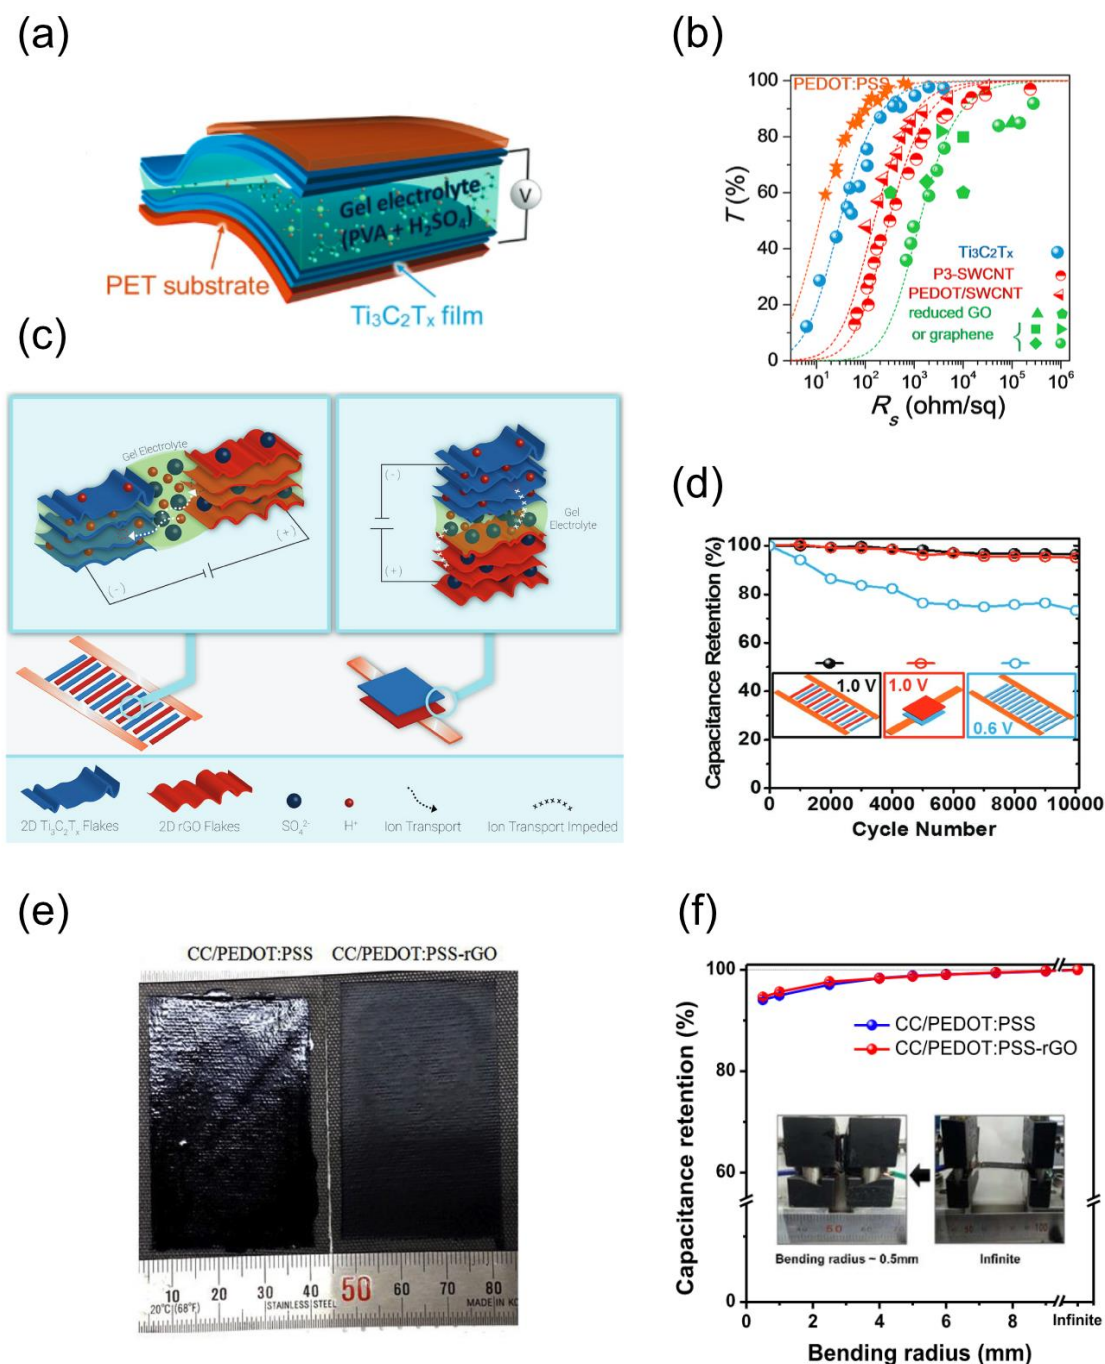 (a)
Gel electrolyte
(PVA + H₂SO₄)
V
PET substrate
Ti₃C₂Tₓ film
(b)
PEDOT:PSS
100
80
60
40
20
0
T (%)
Ti₃C₂Tₓ
P3-SWCNT
PEDOT/SWCNT
reduced GO
or graphene
10¹ 10² 10³ 10⁴ 10⁵ 10⁶
Rₛ (ohm/sq)
(c)
Gel Electrolyte
(-)
(+)
(-)
(+)
Gel
Electrolyte
2D Ti₃C₂Tₓ Flakes
2D rGO Flakes
SO₄²⁻
H⁺
Ion Transport
Ion Transport Impeded
(d)
Capacitance Retention (%)
100
80
60
40
20
0
1.0 V
1.0 V
0.6 V
0 2000 4000 6000 8000 10000
Cycle Number
(e)
CC/PEDOT:PSS CC/PEDOT:PSS-rGO
10 20 30 40 50 60 70 80
20°C (68°F) STAINLESS STEEL MADE IN KO
(f)
Capacitance retention (%)
100
80
60
0
CC/PEDOT:PSS
CC/PEDOT:PSS-rGO
Bending radius ~ 0.5mm
Infinite
0 2 4 6 8 Infinite
Bending radius (mm)